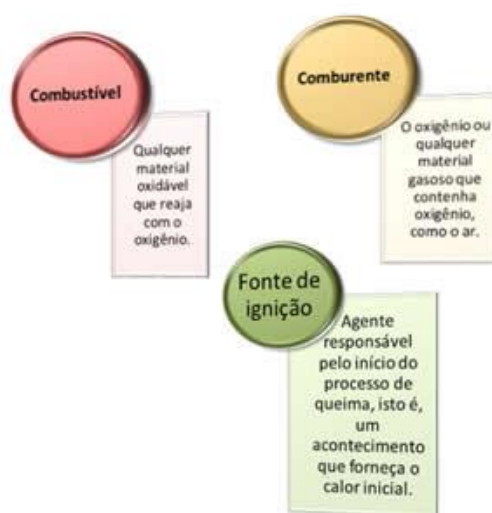 Combustível
Qualquer
material
oxidável
que reaja
com o
oxigênio.
Comburente
O oxigênio ou
qualquer
material
gasoso que
contenha
oxigênio,
como o ar.
Fonte de
ignição
Agente
responsável
pelo início do
processo de
queima, isto é,
um
acontecimento
que forneça o
calor inicial.